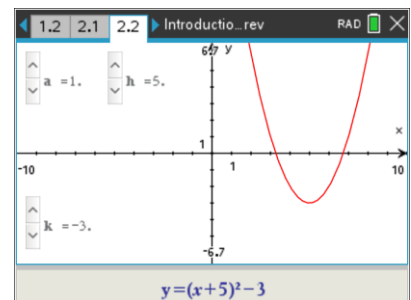 1.2 2.1 2.2 Introductio...rev RAD
6.7 y
a =1. h =5.
1
x
-10 1 10
k =-3.
-6.7
y=(x+5)²-3